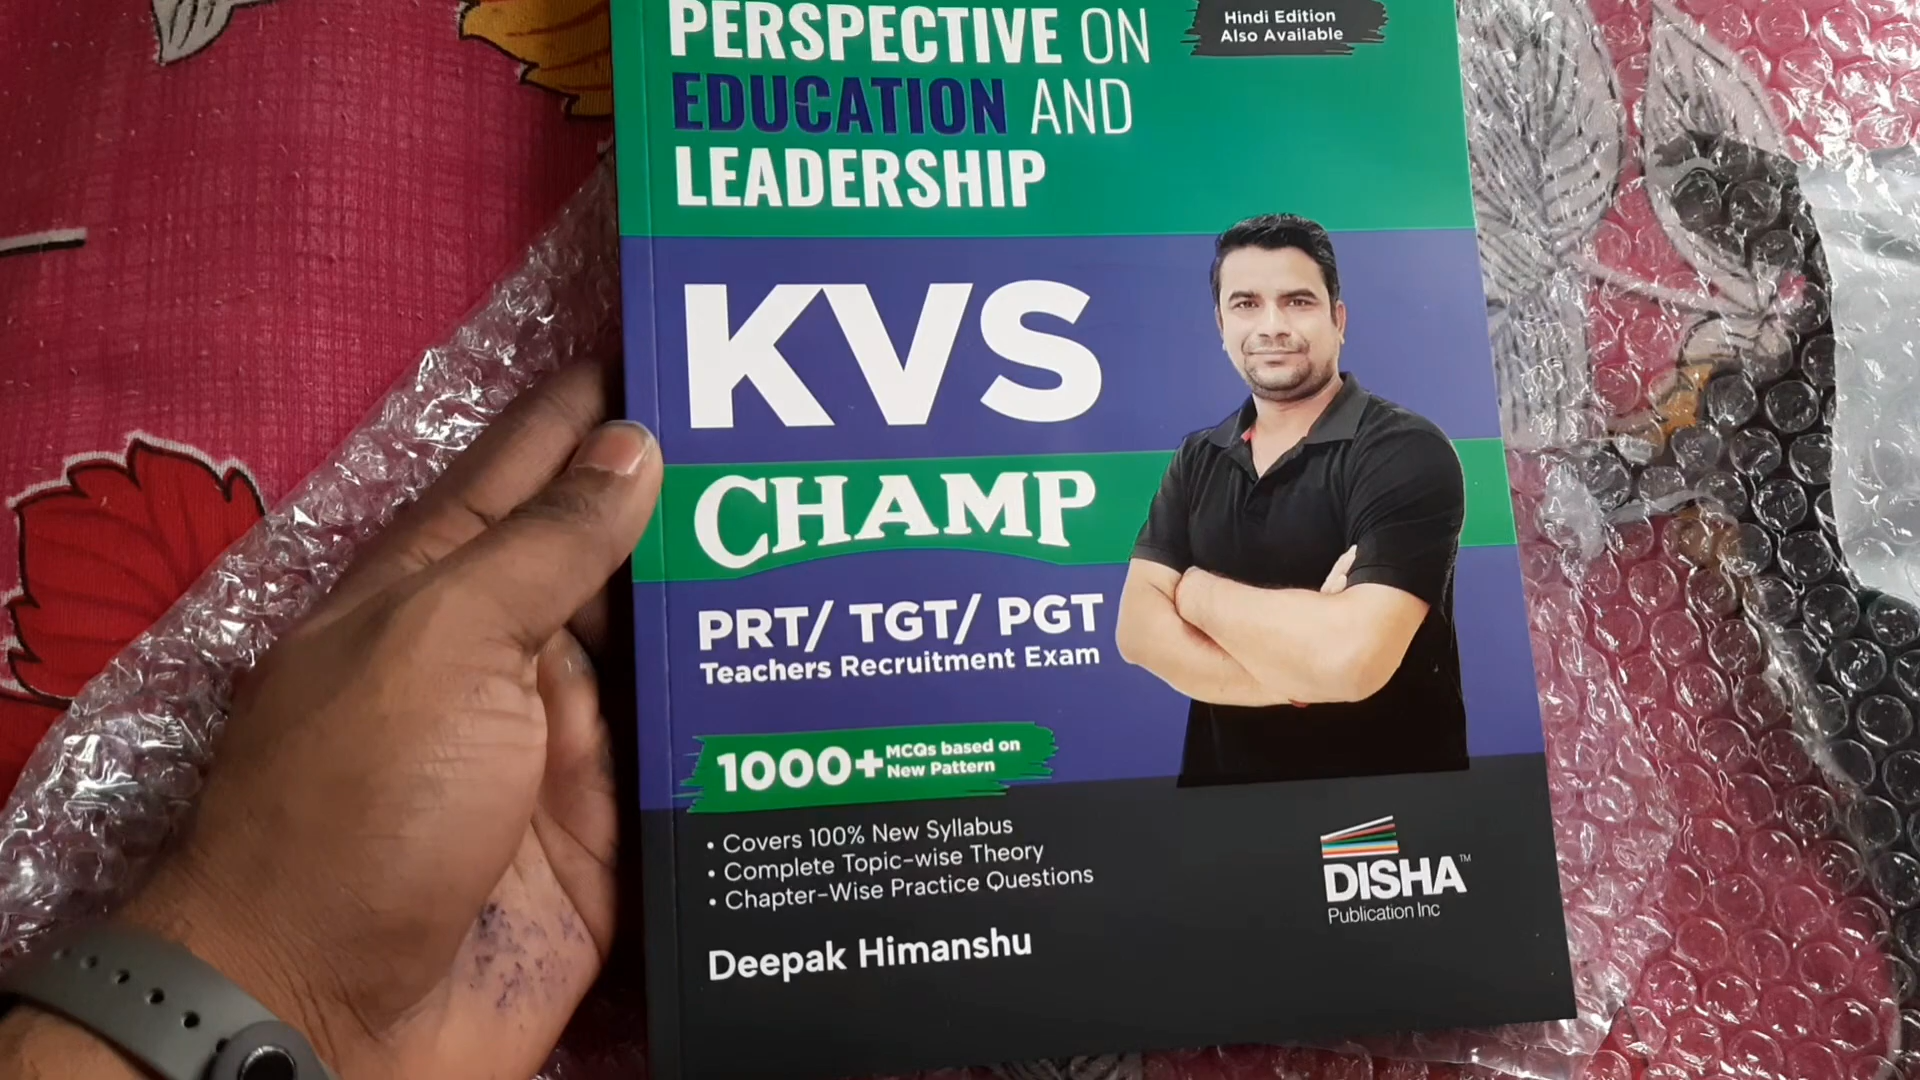 PERSPECTIVE ON
EDUCATION AND
LEADERSHIP
Hindi Edition
Also Available
KVS
CHAMP
PRT/ TGT/ PGT
Teachers Recruitment Exam
1000+ MCQs based on
New Pattern
• Covers 100% New Syllabus
• Complete Topic-wise Theory
• Chapter-Wise Practice Questions
Deepak Himanshu
DISHA™
Publication Inc